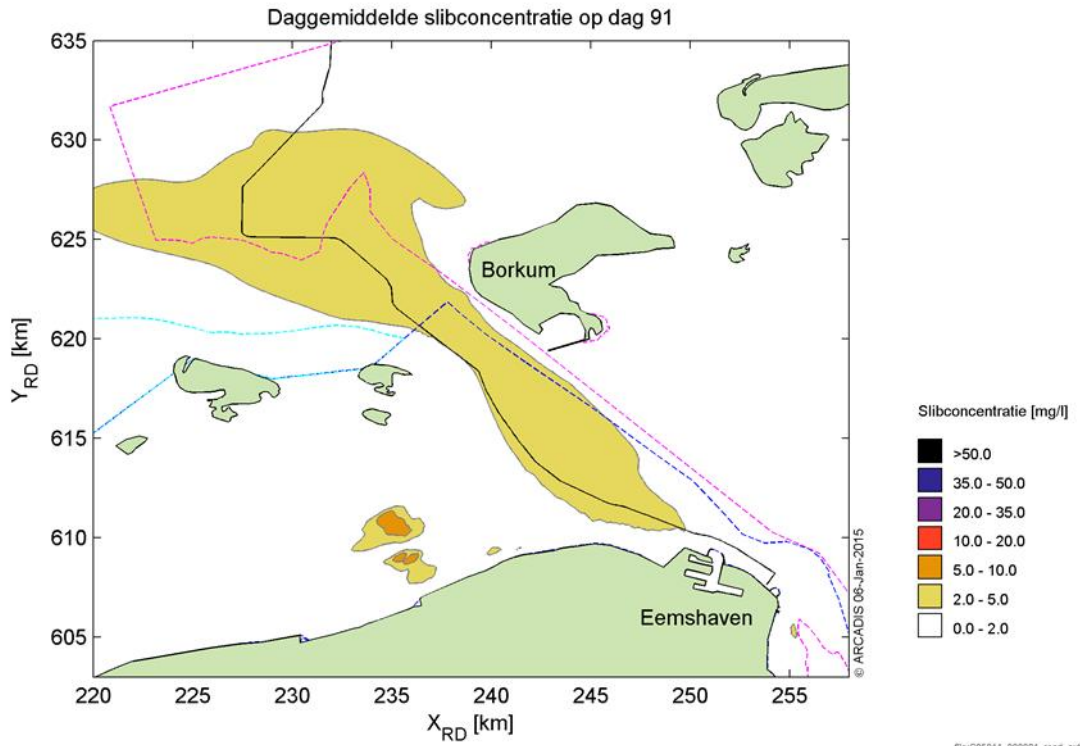 Daggemiddelde slibconcentratie op dag 91
635
630
625
620
615
610
605
Y_RD [km]
Borkum
Eemshaven
220
225
230
235
240
245
250
255
X_RD [km]
© ARCADIS 06-Jan-2015
Slibconcentratie [mg/l]
>50.0
35.0 - 50.0
20.0 - 35.0
10.0 - 20.0
5.0 - 10.0
2.0 - 5.0
0.0 - 2.0